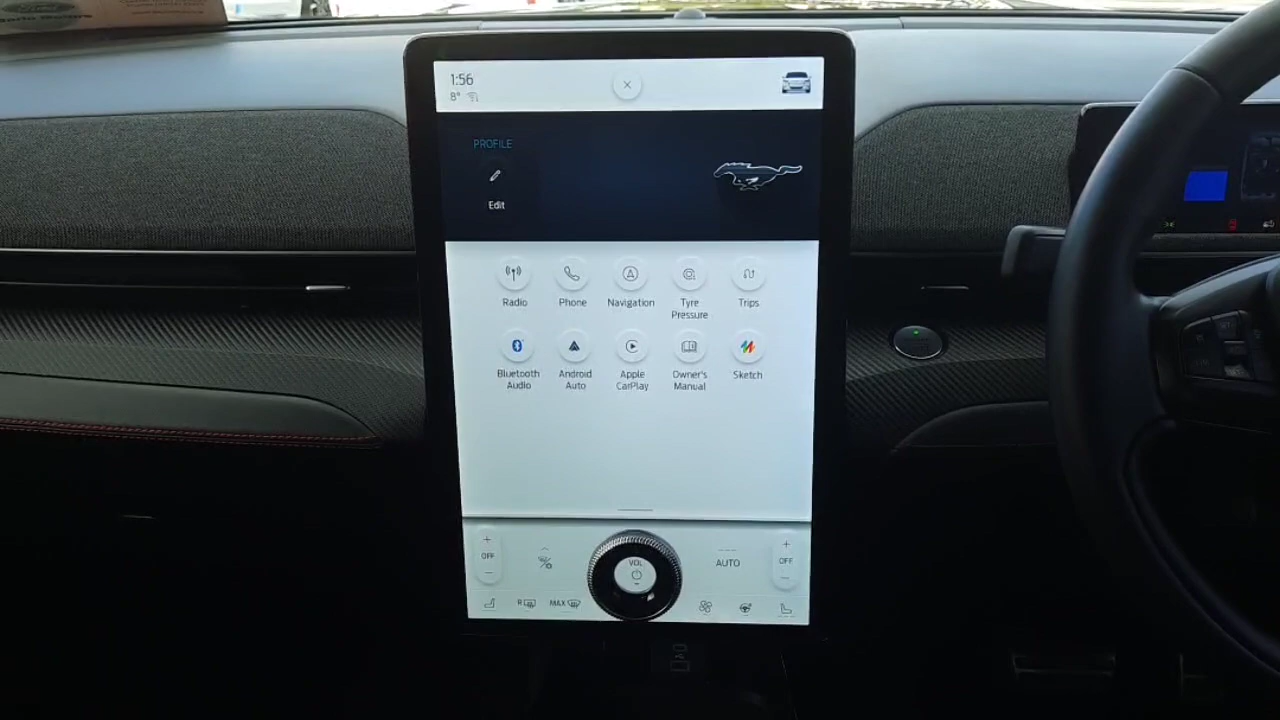 1:56
8°
PROFILE
Edit
Radio
Phone
Navigation
Tyre
Pressure
Trips
Bluetooth
Audio
Android
Auto
Apple
CarPlay
Owner's
Manual
Sketch
+
OFF
−
VOL
AUTO
+
OFF
−
R
MAX